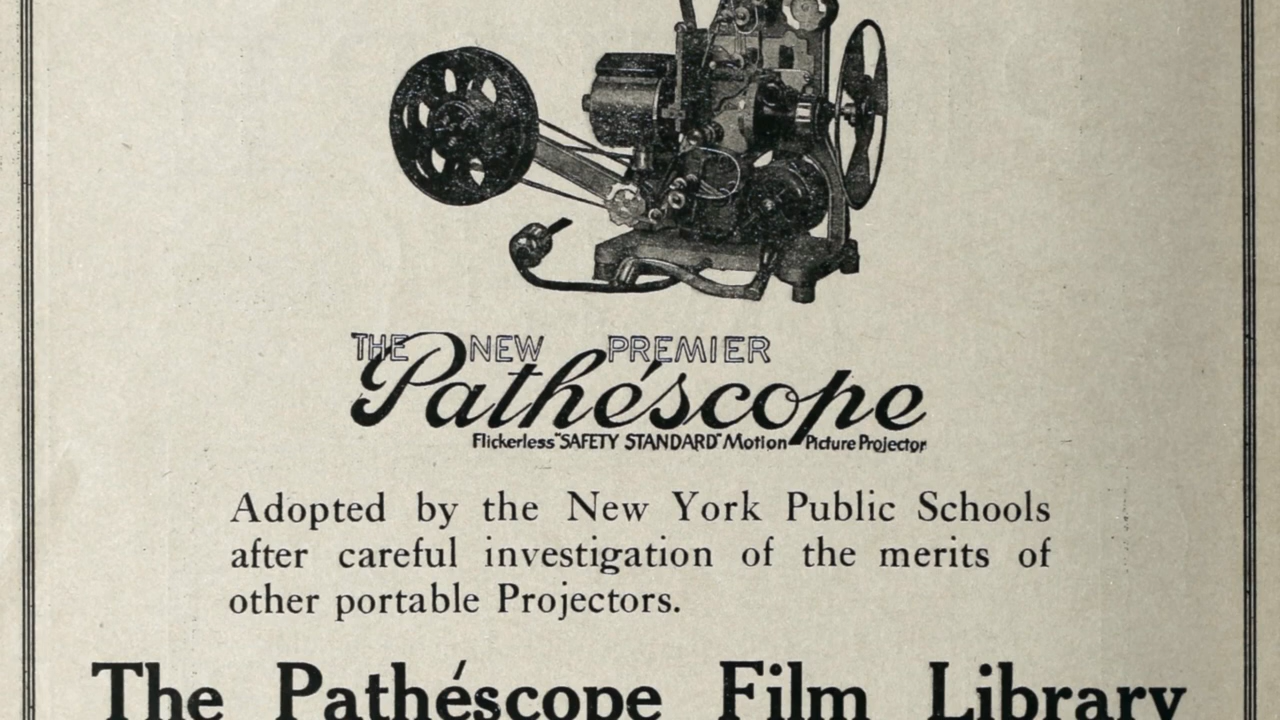 THE NEW PREMIER
Pathéscope
Flickerless "SAFETY STANDARD" Motion Picture Projector
Adopted by the New York Public Schools
after careful investigation of the merits of
other portable Projectors.
The Pathéscope Film Library